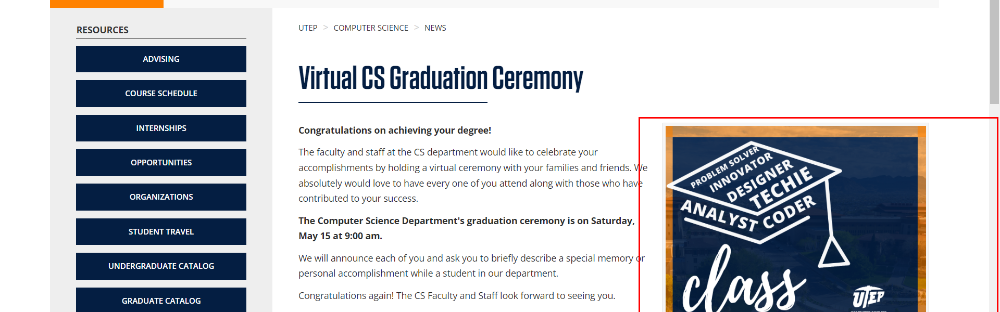 RESOURCES
ADVISING
COURSE SCHEDULE
INTERNSHIPS
OPPORTUNITIES
ORGANIZATIONS
STUDENT TRAVEL
UNDERGRADUATE CATALOG
GRADUATE CATALOG
UTEP > COMPUTER SCIENCE > NEWS
Virtual CS Graduation Ceremony
Congratulations on achieving your degree!
The faculty and staff at the CS department would like to celebrate your
accomplishments by holding a virtual ceremony with your families and friends. We
absolutely would love to have every one of you attend along with those who have
contributed to your success.
The Computer Science Department's graduation ceremony is on Saturday,
May 15 at 9:00 am.
We will announce each of you and ask you to briefly describe a special memory or
personal accomplishment while a student in our department.
Congratulations again! The CS Faculty and Staff look forward to seeing you.
PROBLEM SOLVER
INNOVATOR
DESIGNER
TECHIE
ANALYST CODER
class
UTEP